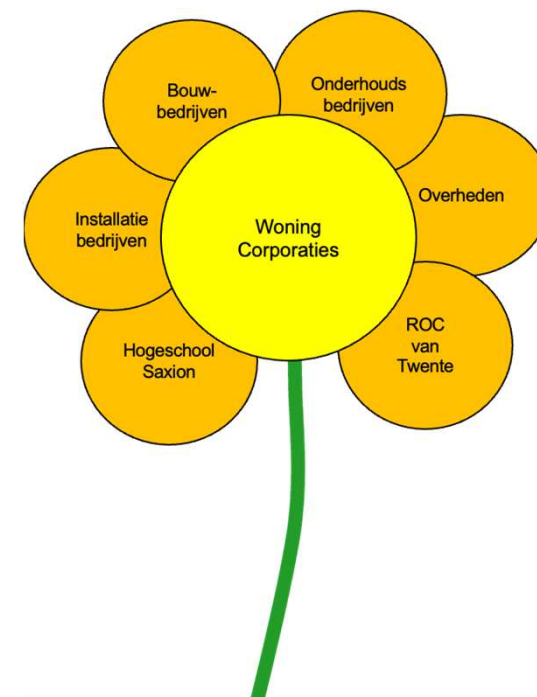 Bouw-
bedrijven
Onderhouds
bedrijven
Overheden
Installatie
bedrijven
Woning
Corporaties
Hogeschool
Saxion
ROC
van
Twente